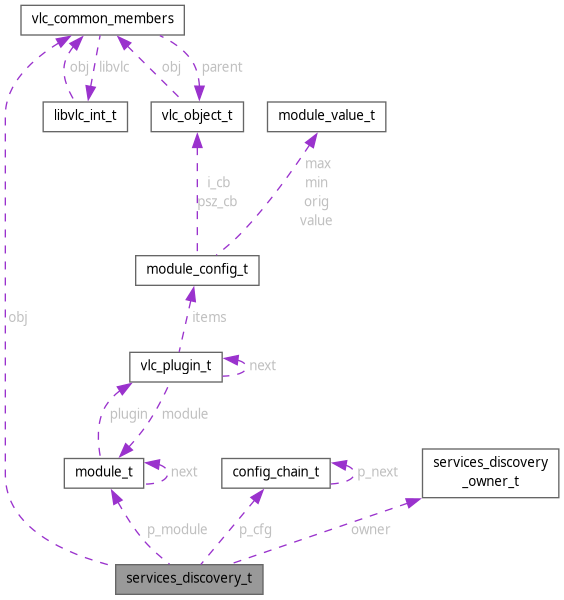 vlc_common_members
obj
libvlc
obj
parent
libvlc_int_t
vlc_object_t
module_value_t
i_cb
psz_cb
max
min
orig
value
module_config_t
obj
items
vlc_plugin_t
next
plugin
module
module_t
next
config_chain_t
p_next
services_discovery
_owner_t
p_module
p_cfg
owner
services_discovery_t